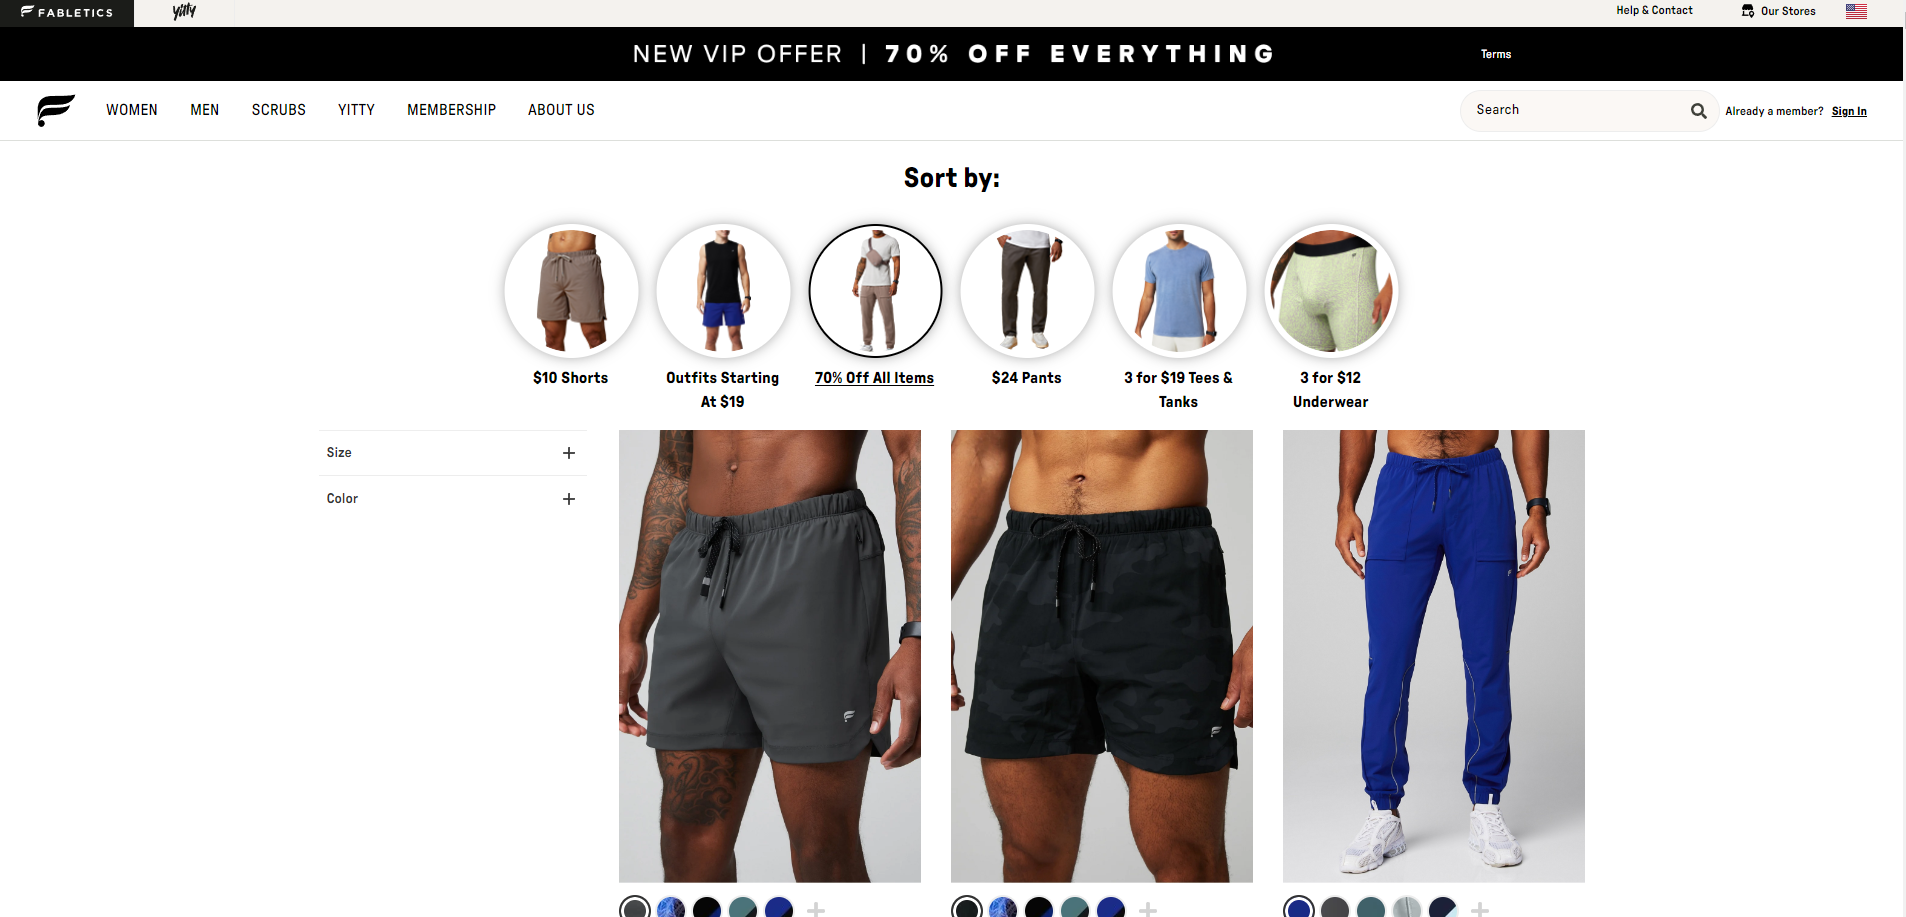 FABLETICS
yitty
Help & Contact
Our Stores
NEW VIP OFFER | 70% OFF EVERYTHING
Terms
WOMEN
MEN
SCRUBS
YITTY
MEMBERSHIP
ABOUT US
Search
Already a member? Sign In
Sort by:
$10 Shorts
Outfits Starting
At $19
70% Off All Items
$24 Pants
3 for $19 Tees &
Tanks
3 for $12
Underwear
Size
Color